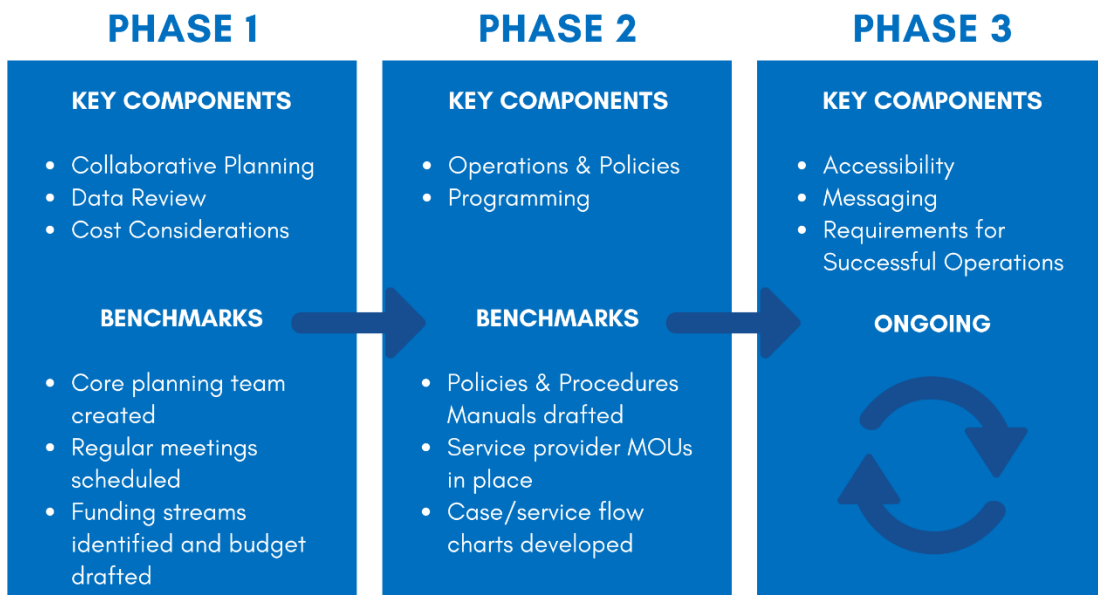 PHASE 1
KEY COMPONENTS
• Collaborative Planning
• Data Review
• Cost Considerations
BENCHMARKS
• Core planning team
created
• Regular meetings
scheduled
• Funding streams
identified and budget
drafted
PHASE 2
KEY COMPONENTS
• Operations & Policies
• Programming
BENCHMARKS
• Policies & Procedures
Manuals drafted
• Service provider MOUs
in place
• Case/service flow
charts developed
PHASE 3
KEY COMPONENTS
• Accessibility
• Messaging
• Requirements for
Successful Operations
ONGOING